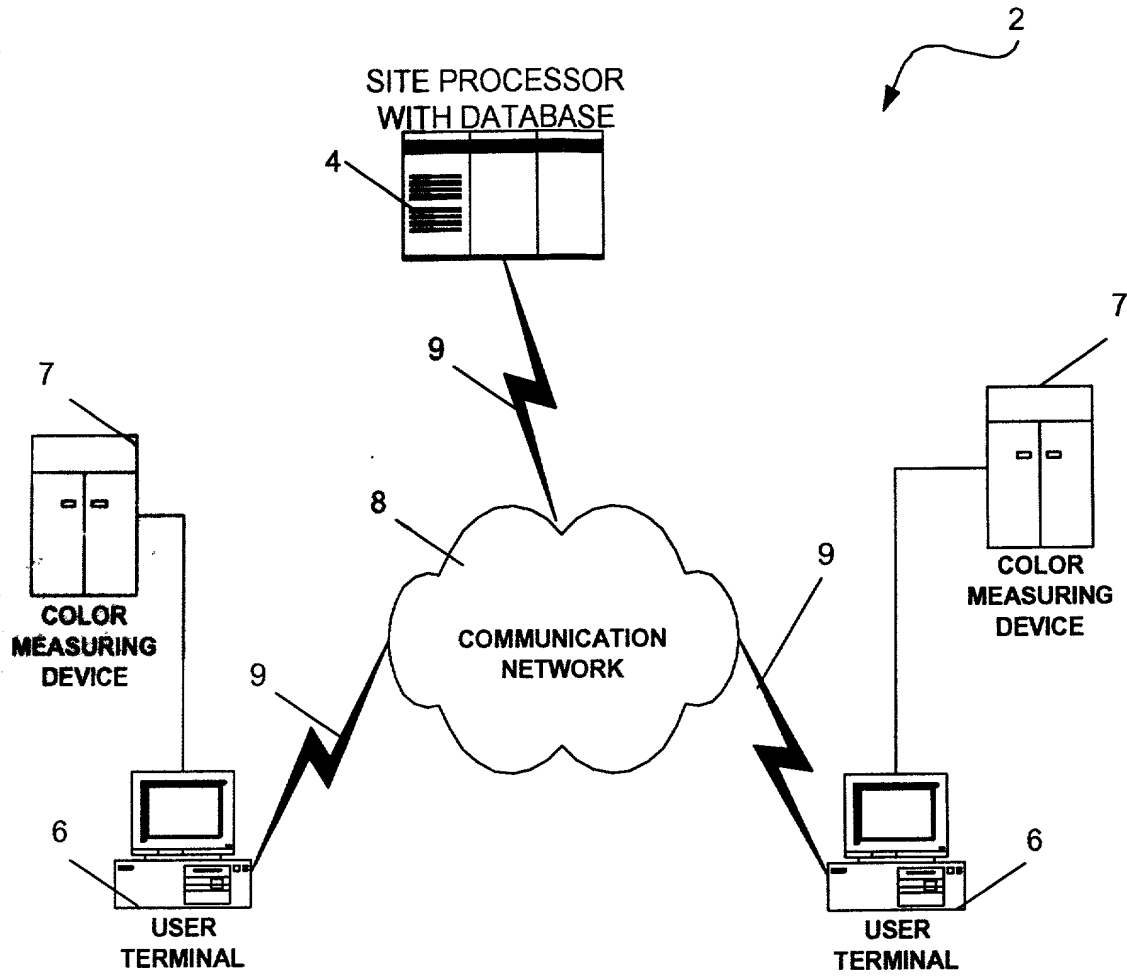 2
SITE PROCESSOR
WITH DATABASE
4
9
7
7
8
9
9
COLOR
MEASURING
DEVICE
COLOR
MEASURING
DEVICE
COMMUNICATION
NETWORK
6
6
USER
TERMINAL
USER
TERMINAL